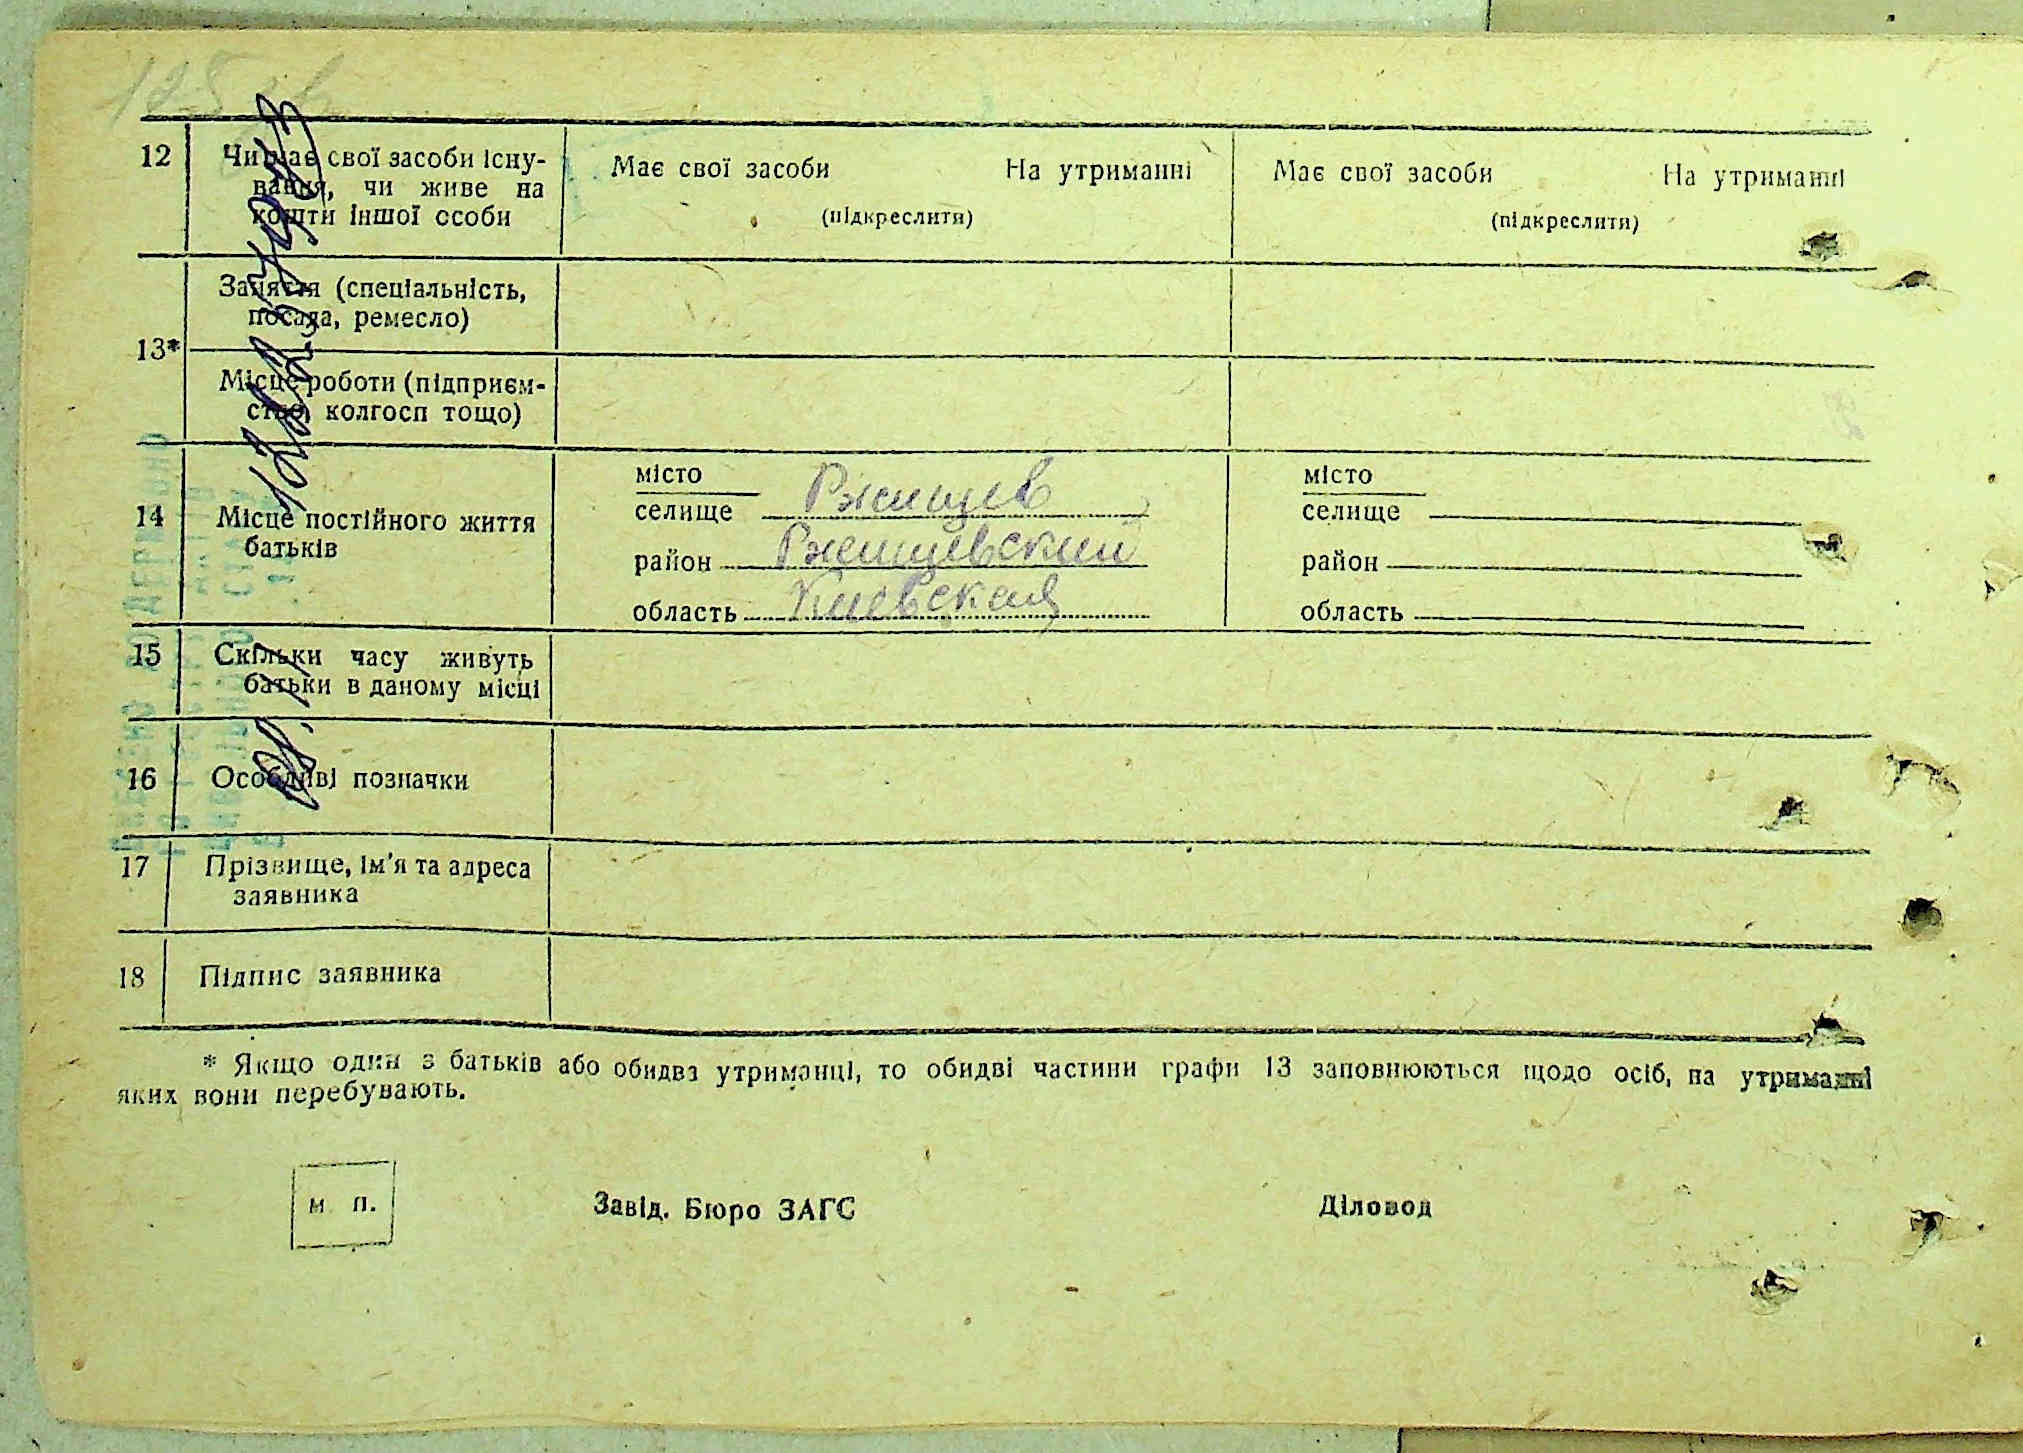 12 Чи має свої засоби існу-
вання, чи живе на
кошти іншої особи
Має свої засоби На утриманні
(підкреслити)
Має свої засоби На утриманні
(підкреслити)
13*
Заняття (спеціальність,
посада, ремесло)
Місце роботи (підприєм-
ство, колгосп тощо)
14 Місце постійного життя
батьків
місто
селище Ржищев
район Ржищевский
область Киевская
місто
селище
район
область
15 Скільки часу живуть
батьки в даному місці
16 Особливі позначки
17 Прізвище, ім'я та адреса
заявника
18 Підпис заявника
* Якщо один з батьків або обидва утриманці, то обидві частини графи 13 заповнюються щодо осіб, на утриманні
яких вони перебувають.
м п.
Завід. Бюро ЗАГС
Діловод